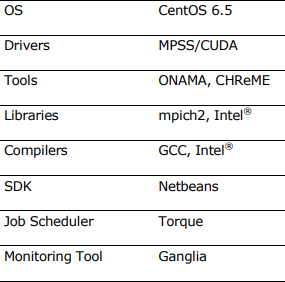 OS CentOS 6.5
Drivers MPSS/CUDA
Tools ONAMA, CHReME
Libraries mpich2, Intel®
Compilers GCC, Intel®
SDK Netbeans
Job Scheduler Torque
Monitoring Tool Ganglia